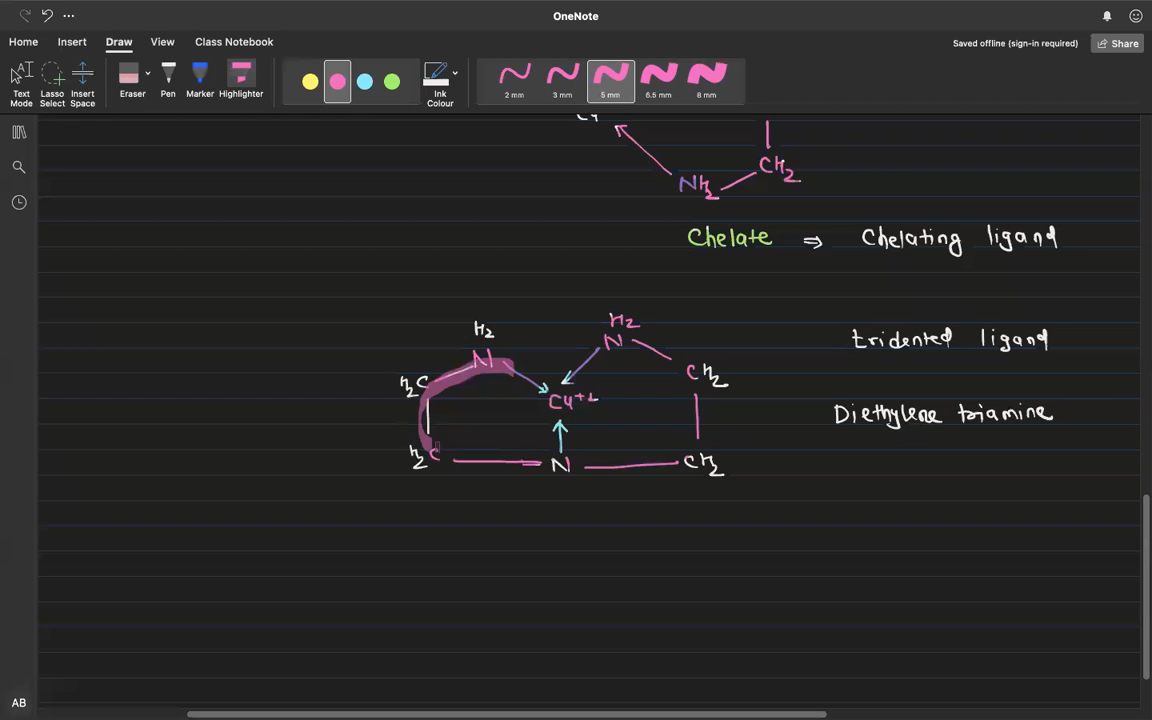 OneNote
Home Insert Draw View Class Notebook
Saved offline (sign-in required) Share
Text Mode
Lasso Select
Insert Space
Eraser
Pen
Marker
Highlighter
Ink Colour
2 mm 3 mm 5 mm 6.5 mm 8 mm
CH2
NH2
Chelate ⇒ Chelating ligand
H2 H2
N N
tridented ligand
H2C CH2
Cu++
Diethylene triamine
H2C N CH2
AB